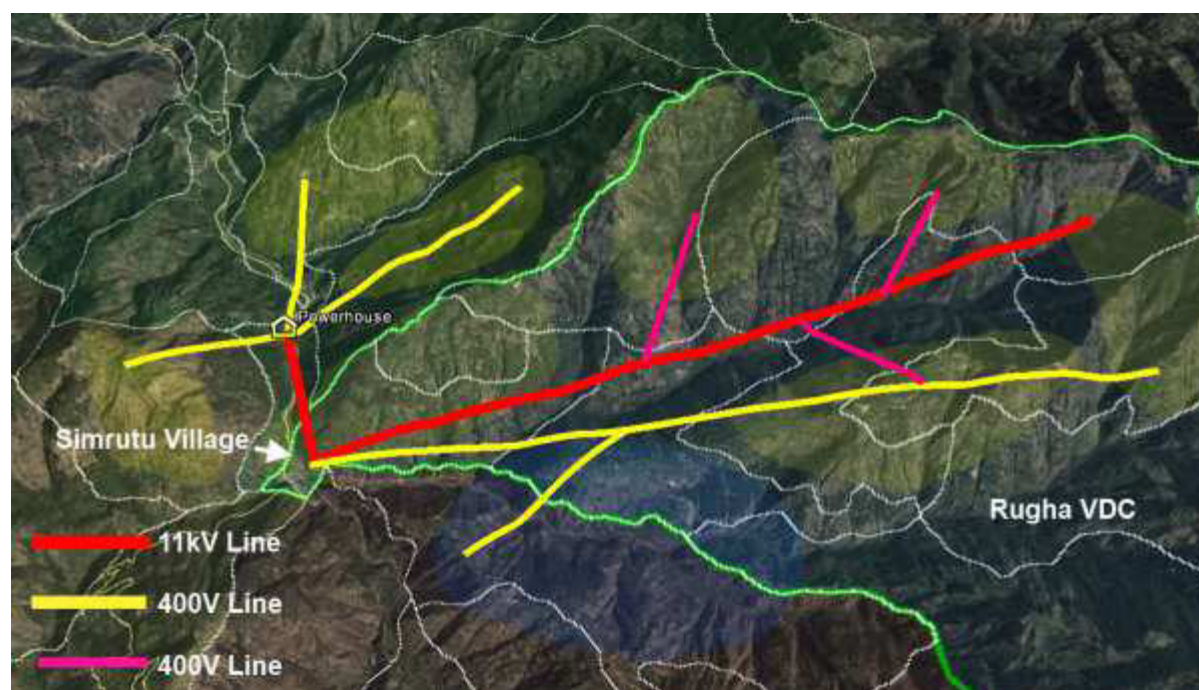 Powerhouse
Simrutu Village
Rugha VDC
11kV Line
400V Line
400V Line